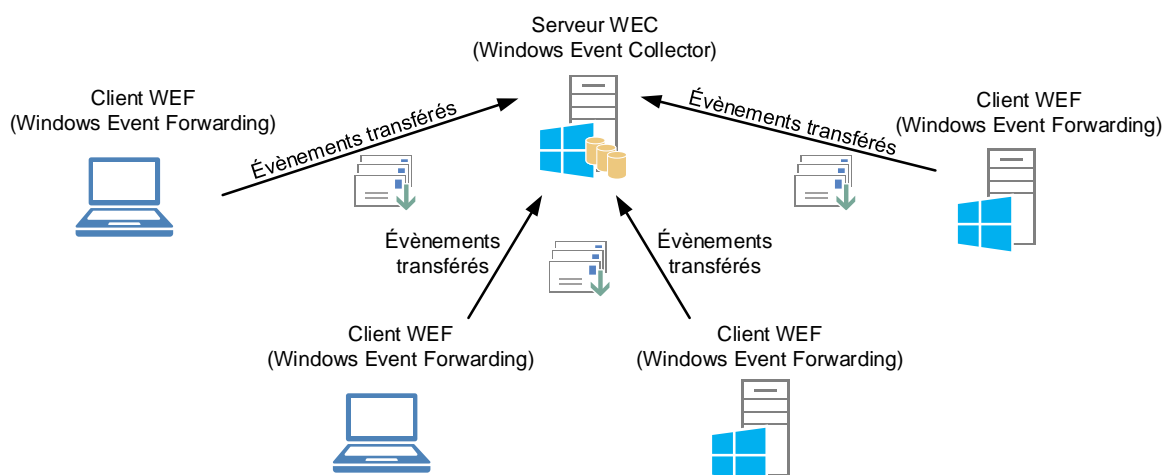 Serveur WEC
(Windows Event Collector)
Client WEF
(Windows Event Forwarding)
Évènements transférés
Évènements transférés
Client WEF
(Windows Event Forwarding)
Évènements
transférés
Évènements
transférés
Client WEF
(Windows Event Forwarding)
Client WEF
(Windows Event Forwarding)